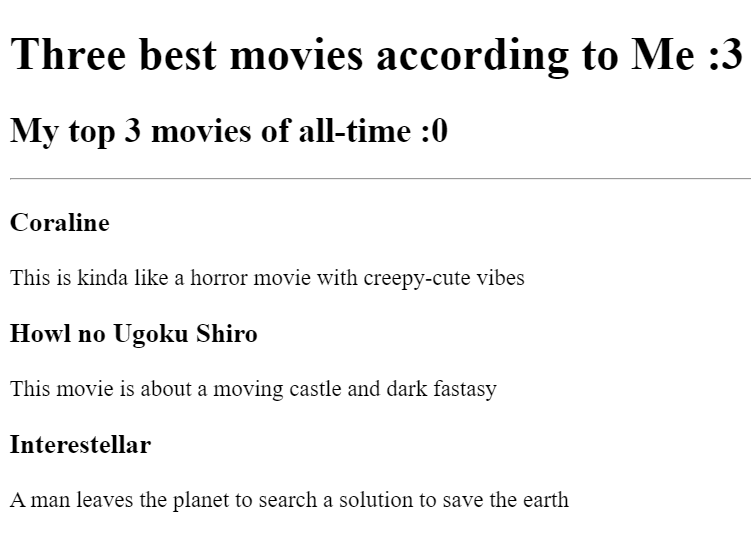 Three best movies according to Me :3
My top 3 movies of all-time :0
Coraline
This is kinda like a horror movie with creepy-cute vibes
Howl no Ugoku Shiro
This movie is about a moving castle and dark fastasy
Interestellar
A man leaves the planet to search a solution to save the earth